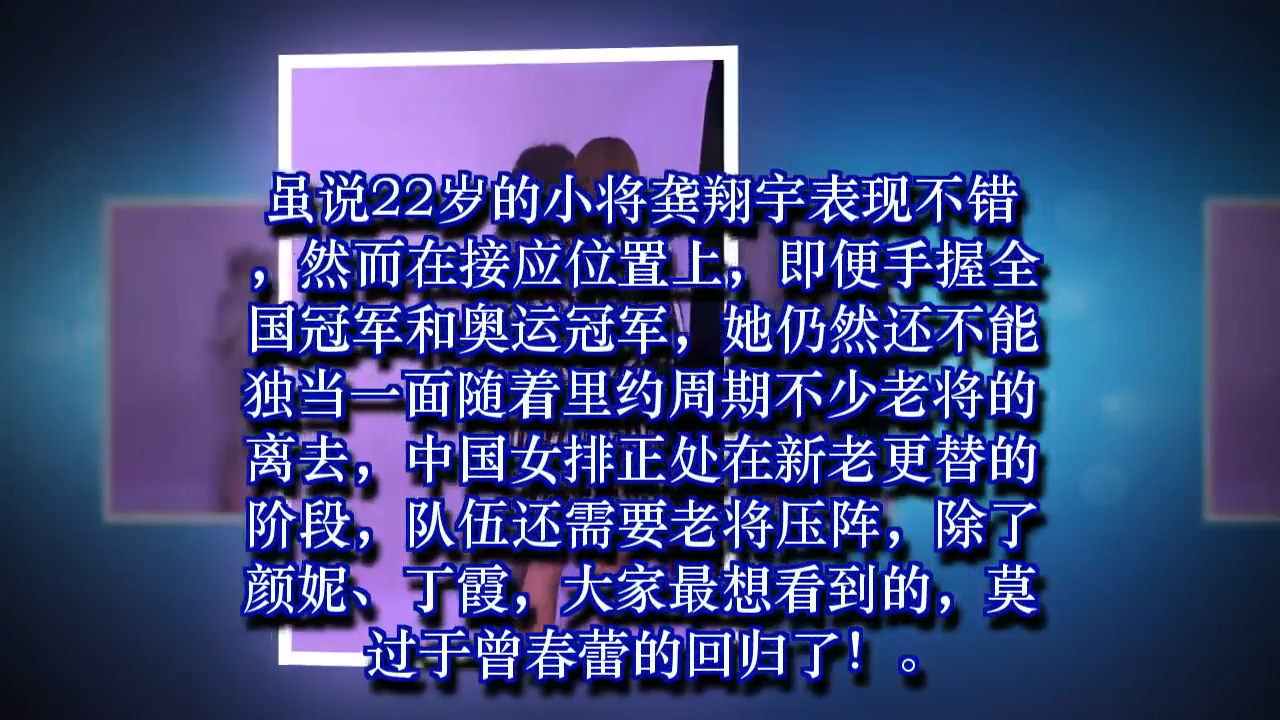 虽说22岁的小将龚翔宇表现不错
，然而在接应位置上，即便手握全
国冠军和奥运冠军，她仍然还不能
独当一面随着里约周期不少老将的
离去，中国女排正处在新老更替的
阶段，队伍还需要老将压阵，除了
颜妮、丁霞，大家最想看到的，莫
过于曾春蕾的回归了！。